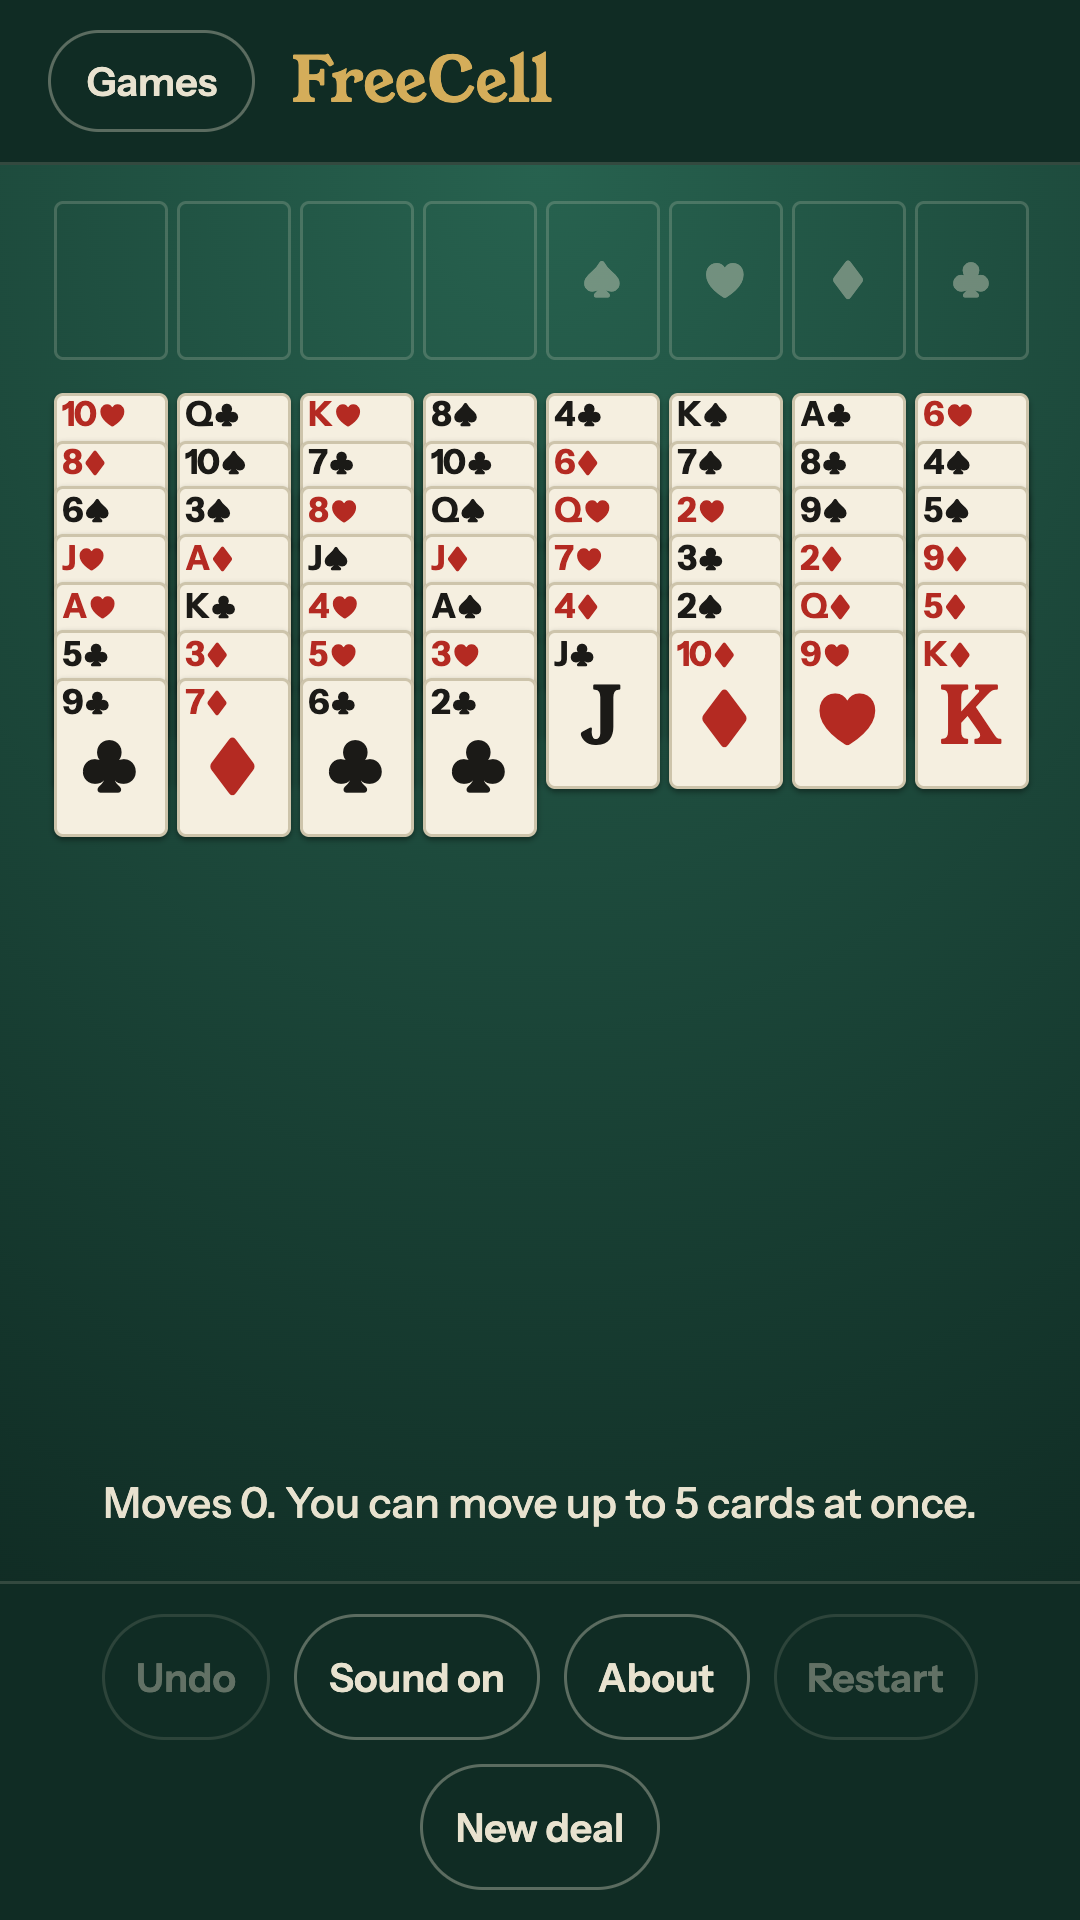 Games FreeCell
10♥ Q♣ K♥ 8♠ 4♣ K♠ A♣ 6♥
8♦ 10♠ 7♣ 10♣ 6♦ 7♠ 8♣ 4♠
6♠ 3♠ 8♥ Q♠ Q♥ 2♥ 9♠ 5♠
J♥ A♦ J♠ J♦ 7♥ 3♣ 2♦ 9♦
A♥ K♣ 4♥ A♠ 4♦ 2♠ Q♦ 5♦
5♣ 3♦ 5♥ 3♥ J♣ 10♦ 9♥ K♦
9♣ 7♦ 6♣ 2♣ J K
Moves 0. You can move up to 5 cards at once.
Undo Sound on About Restart
New deal